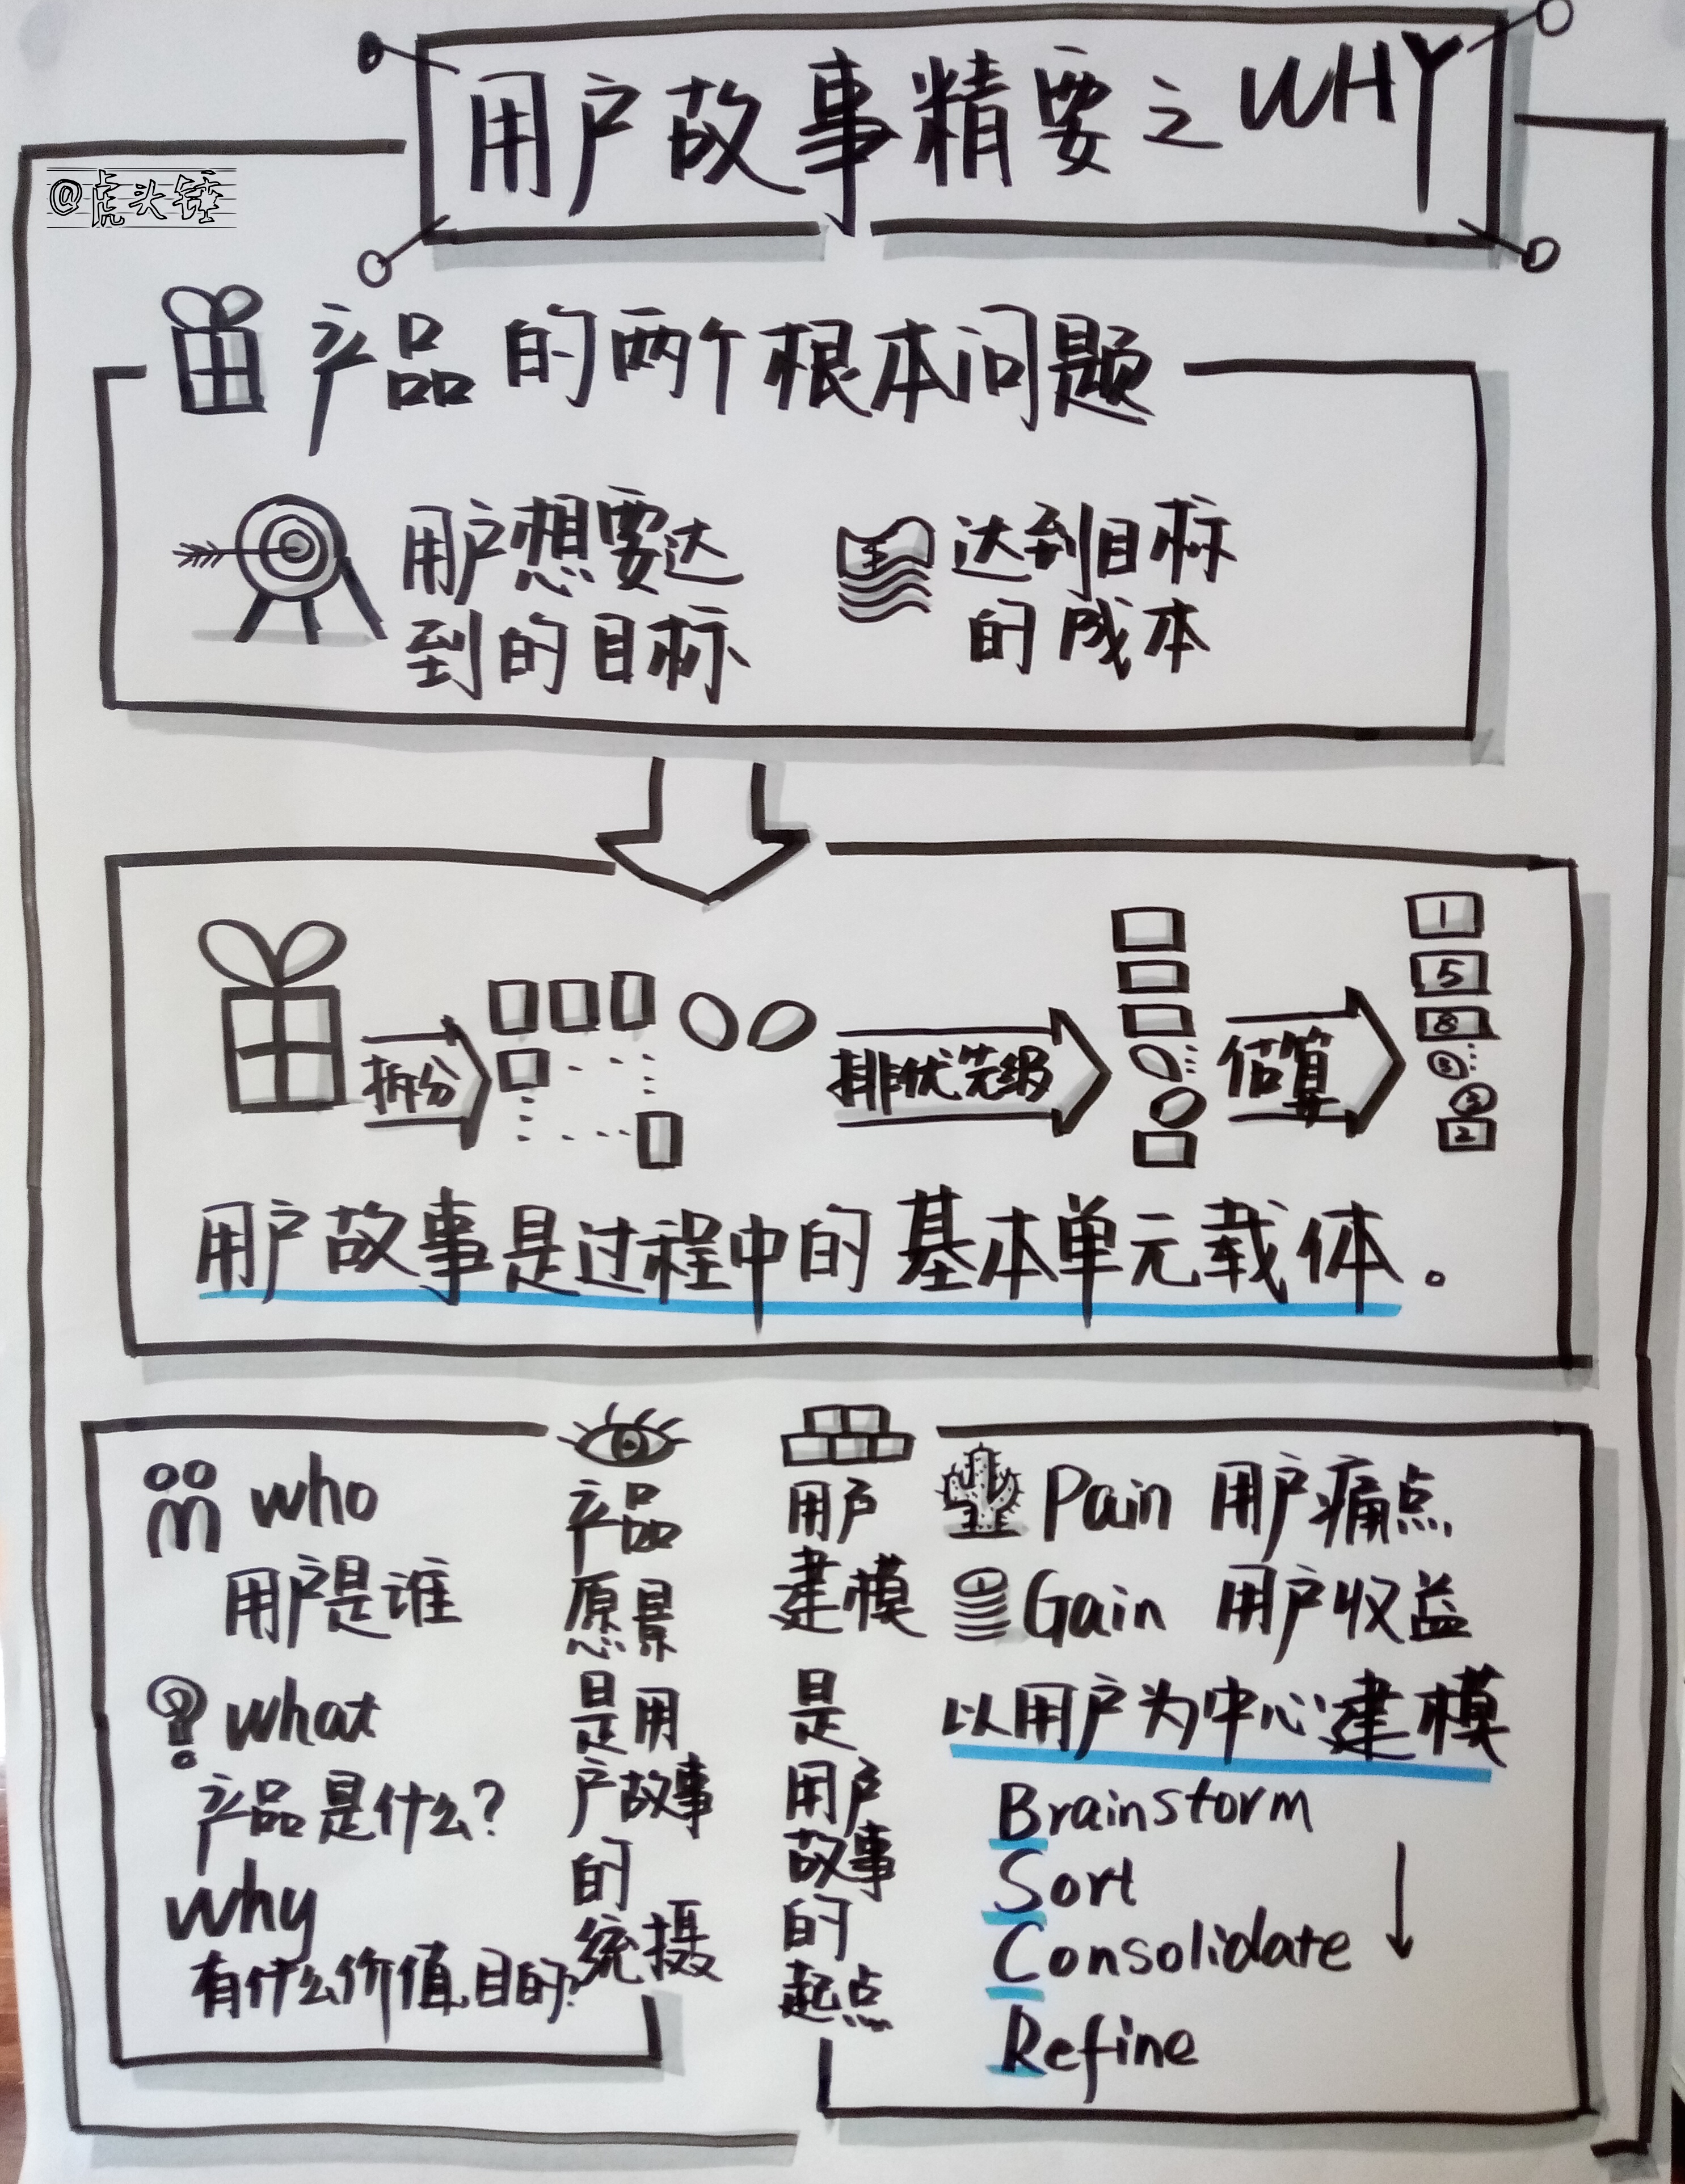 用户故事精要之WHY
@虎头锤
产品的两个根本问题
用户想要达
到的目标
达到目标
的成本
拆分
排优先级
估算
1
5
8
3
2
2
用户故事是过程中的基本单元载体。
who
用户是谁
what
产品是什么?
why
有什么价值、目的?
产品
愿景
是用
户故事
的
统摄
用户
建模
是
用户
故事
的
起点
Pain 用户痛点
Gain 用户收益
以用户为中心建模
Brainstorm
Sort
Consolidate
Refine